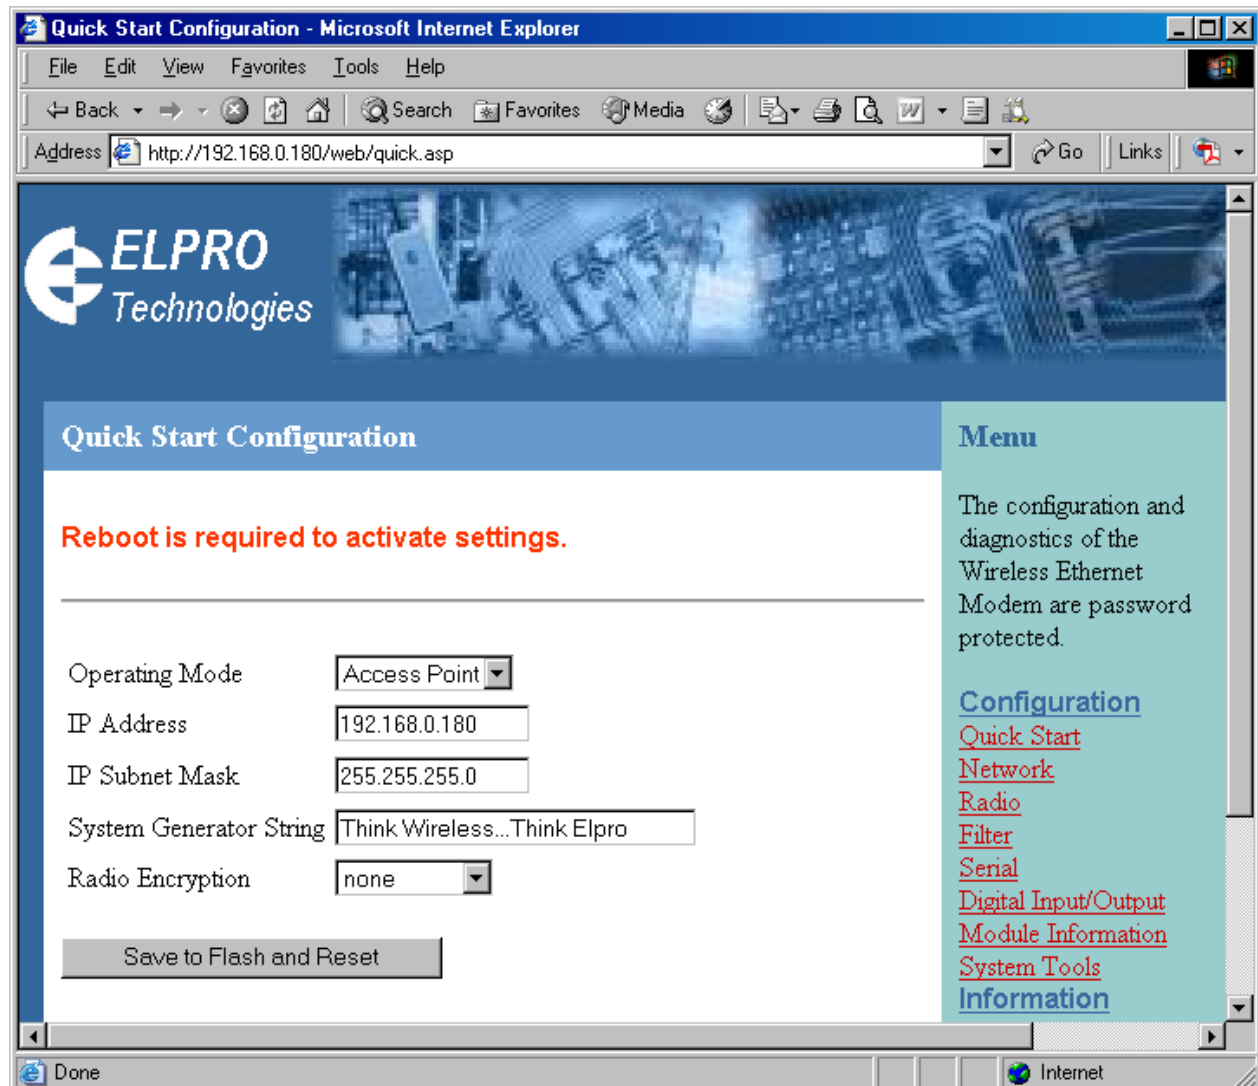 Quick Start Configuration - Microsoft Internet Explorer
File Edit View Favorites Tools Help
Back Search Favorites Media
Address http://192.168.0.180/web/quick.asp Go Links
ELPRO
Technologies
Quick Start Configuration
Reboot is required to activate settings.
Operating Mode Access Point
IP Address 192.168.0.180
IP Subnet Mask 255.255.255.0
System Generator String Think Wireless...Think Elpro
Radio Encryption none
Save to Flash and Reset
Menu
The configuration and
diagnostics of the
Wireless Ethernet
Modem are password
protected.
Configuration
Quick Start
Network
Radio
Filter
Serial
Digital Input/Output
Module Information
System Tools
Information
Done Internet